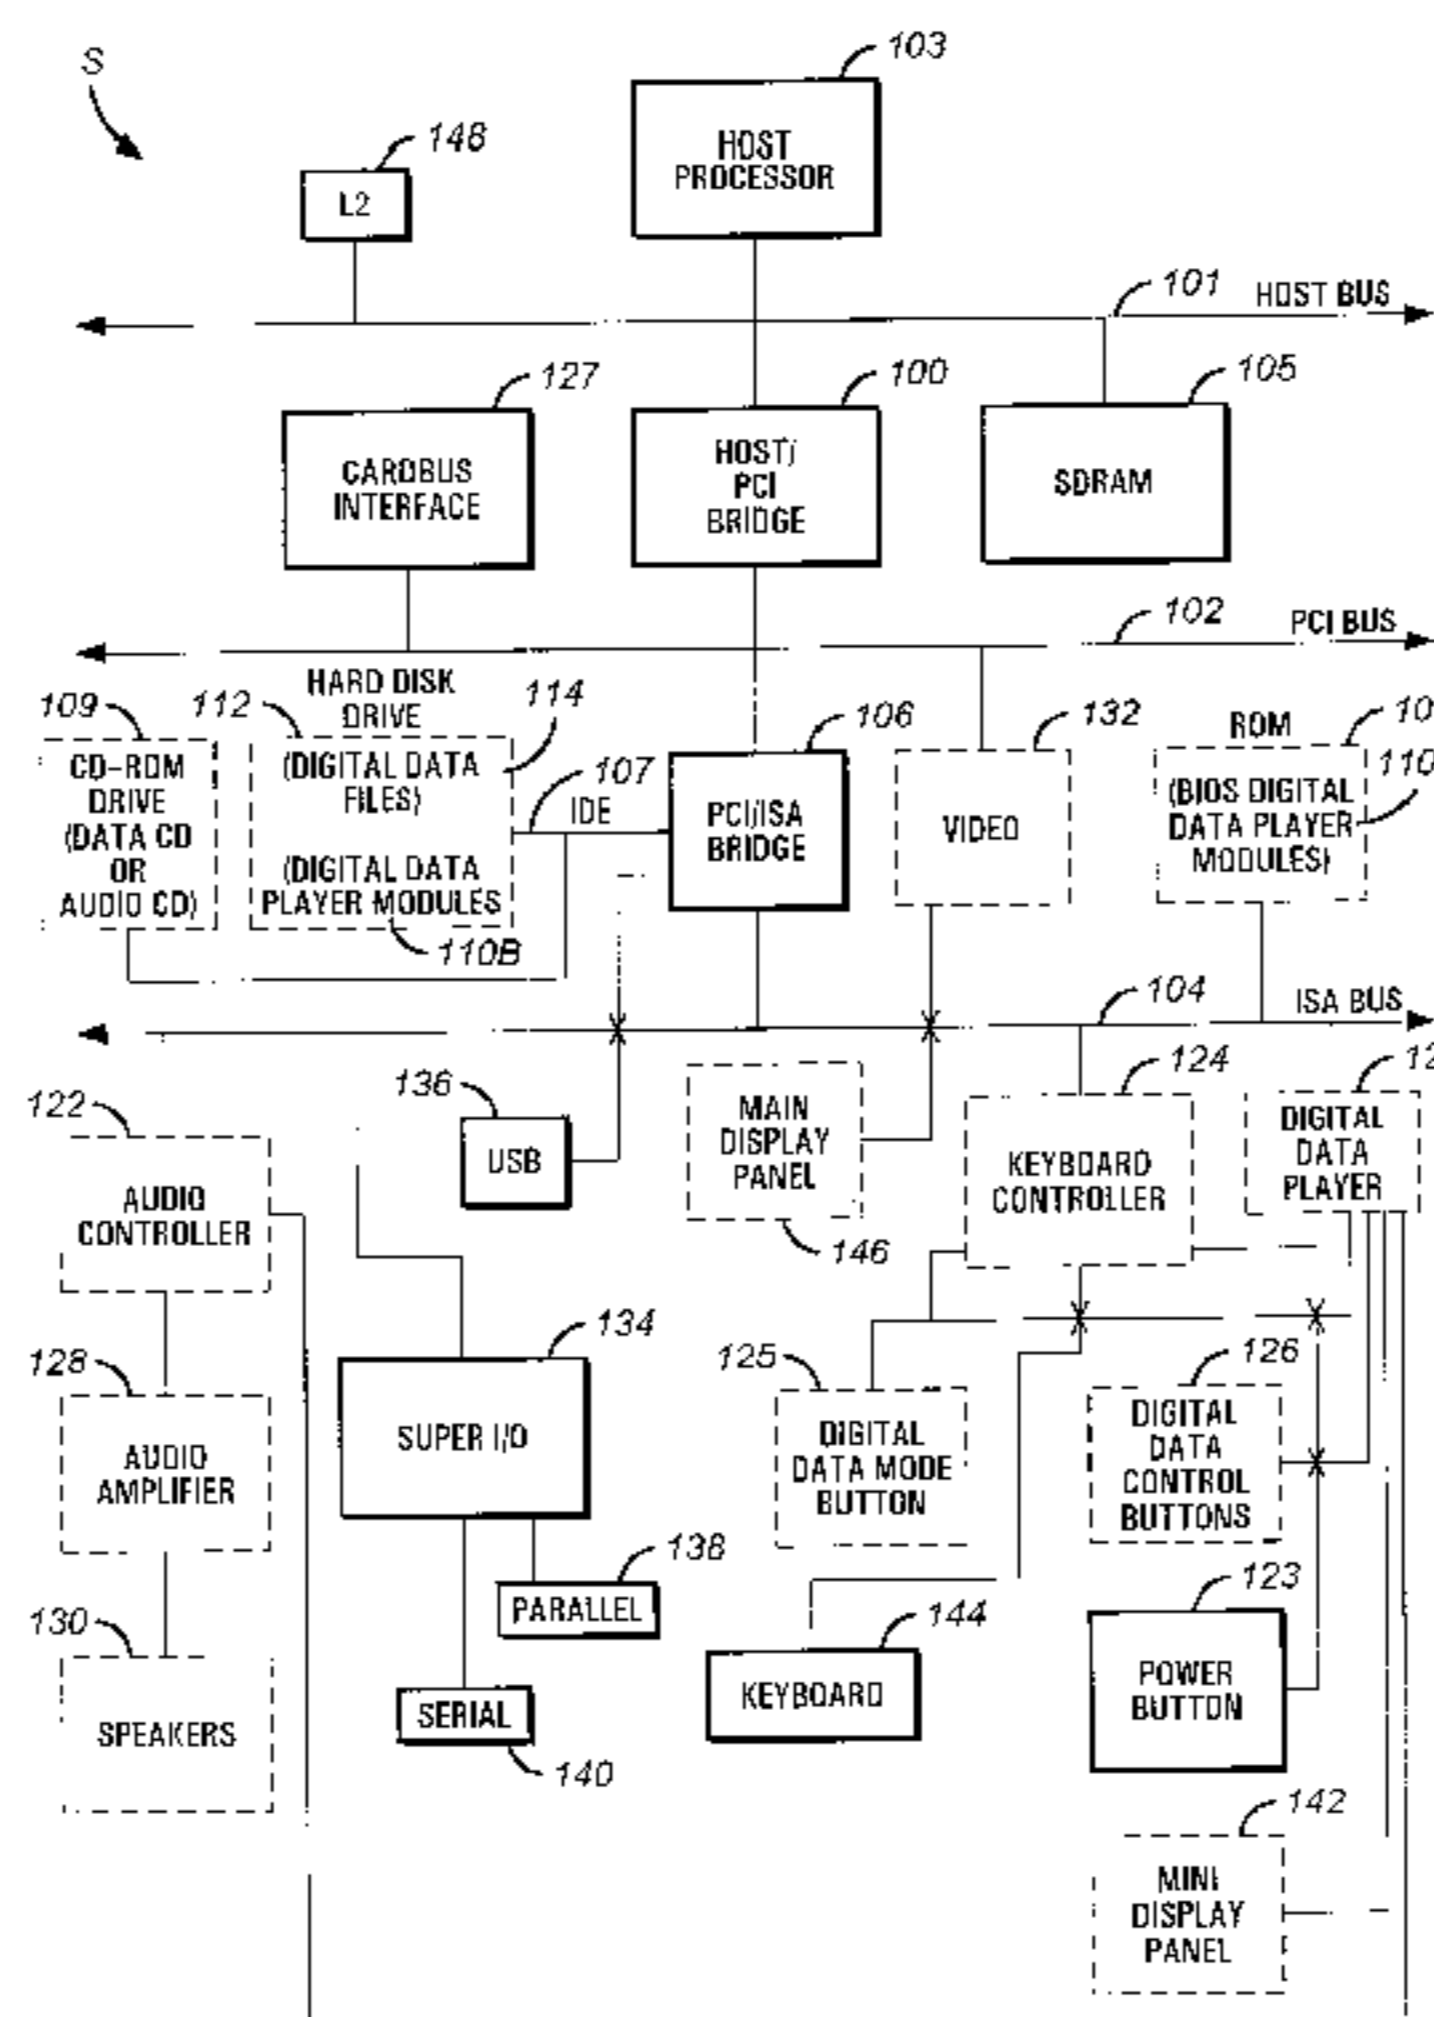 S
103
HOST
PROCESSOR
148
L2
101
HOST BUS
127
CARDBUS
INTERFACE
100
HOST/
PCI
BRIDGE
105
SDRAM
102
PCI BUS
109
CD-ROM
DRIVE
(DATA CD
OR
AUDIO CD)
112
HARD DISK
DRIVE
114
(DIGITAL DATA
FILES)
(DIGITAL DATA
PLAYER MODULES
110B
107
IDE
106
PCI/ISA
BRIDGE
132
VIDEO
ROM
10
110
(BIOS DIGITAL
DATA PLAYER
MODULES)
104
ISA BUS
122
AUDIO
CONTROLLER
136
USB
MAIN
DISPLAY
PANEL
146
124
KEYBOARD
CONTROLLER
12
DIGITAL
DATA
PLAYER
128
AUDIO
AMPLIFIER
134
SUPER I/O
125
DIGITAL
DATA MODE
BUTTON
126
DIGITAL
DATA
CONTROL
BUTTONS
130
SPEAKERS
138
PARALLEL
SERIAL
140
144
KEYBOARD
123
POWER
BUTTON
142
MINI
DISPLAY
PANEL